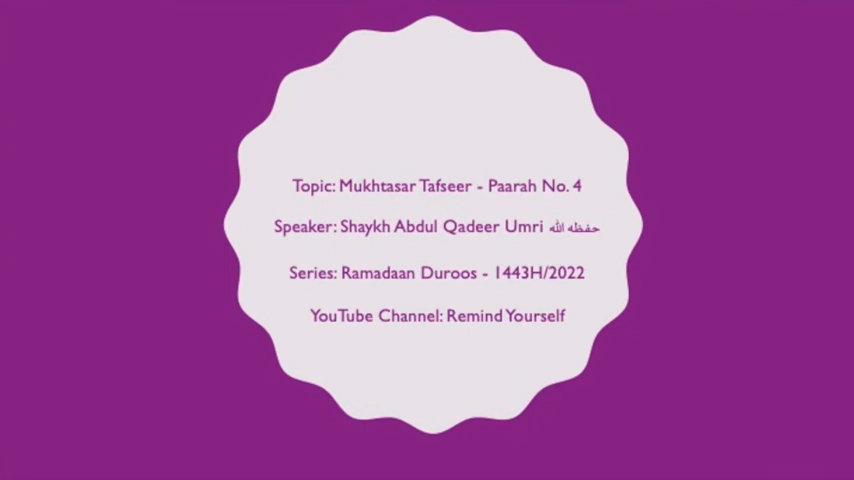 Topic: Mukhtasar Tafseer - Paarah No. 4
Speaker: Shaykh Abdul Qadeer Umri حفظه الله
Series: Ramadaan Duroos - 1443H/2022
YouTube Channel: Remind Yourself